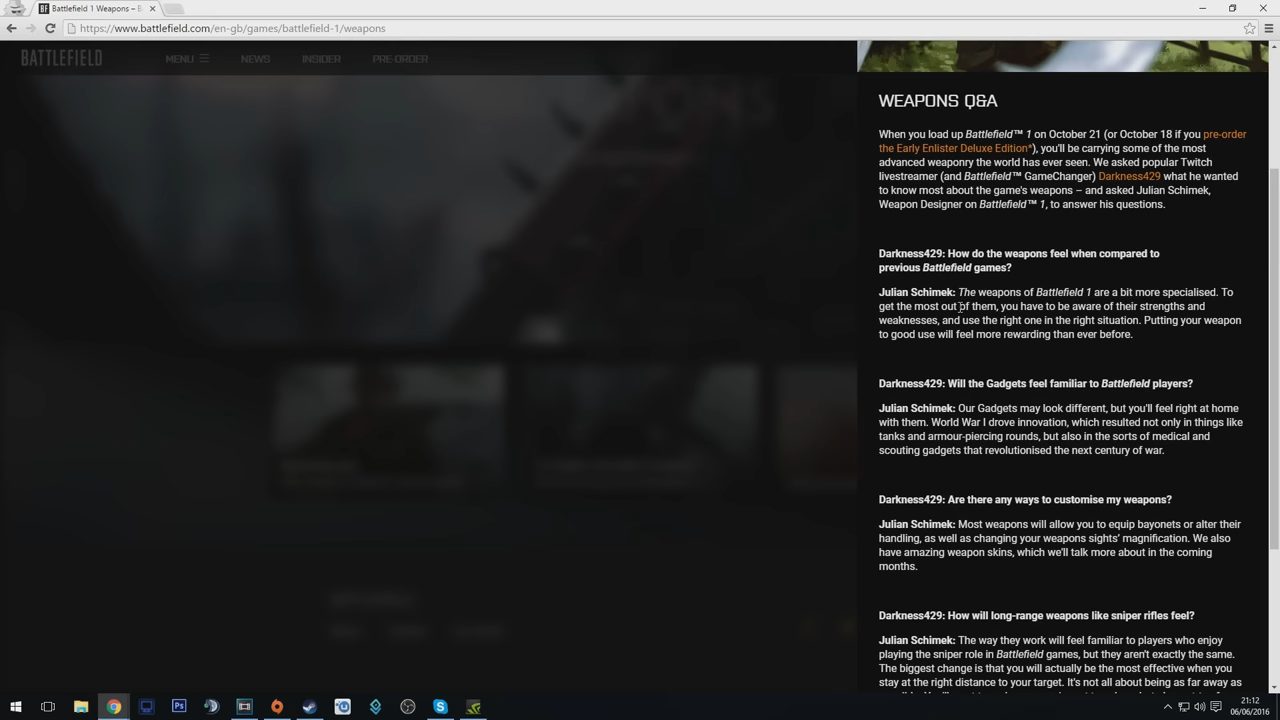 Battlefield 1 Weapons –
https://www.battlefield.com/en-gb/games/battlefield-1/weapons
BATTLEFIELD
MENU
NEWS
INSIDER
PRE-ORDER
WEAPONS Q&A
When you load up Battlefield™ 1 on October 21 (or October 18 if you pre-order
the Early Enlister Deluxe Edition*), you'll be carrying some of the most
advanced weaponry the world has ever seen. We asked popular Twitch
livestreamer (and Battlefield™ GameChanger) Darkness429 what he wanted
to know most about the game's weapons – and asked Julian Schimek,
Weapon Designer on Battlefield™ 1, to answer his questions.
Darkness429: How do the weapons feel when compared to
previous Battlefield games?
Julian Schimek: The weapons of Battlefield 1 are a bit more specialised. To
get the most out of them, you have to be aware of their strengths and
weaknesses, and use the right one in the right situation. Putting your weapon
to good use will feel more rewarding than ever before.
Darkness429: Will the Gadgets feel familiar to Battlefield players?
Julian Schimek: Our Gadgets may look different, but you'll feel right at home
with them. World War I drove innovation, which resulted not only in things like
tanks and armour-piercing rounds, but also in the sorts of medical and
scouting gadgets that revolutionised the next century of war.
Darkness429: Are there any ways to customise my weapons?
Julian Schimek: Most weapons will allow you to equip bayonets or alter their
handling, as well as changing your weapons sights' magnification. We also
have amazing weapon skins, which we'll talk more about in the coming
months.
Darkness429: How will long-range weapons like sniper rifles feel?
Julian Schimek: The way they work will feel familiar to players who enjoy
playing the sniper role in Battlefield games, but they aren't exactly the same.
The biggest change is that you will actually be the most effective when you
stay at the right distance to your target. It's not all about being as far away as
21:12
06/06/2016